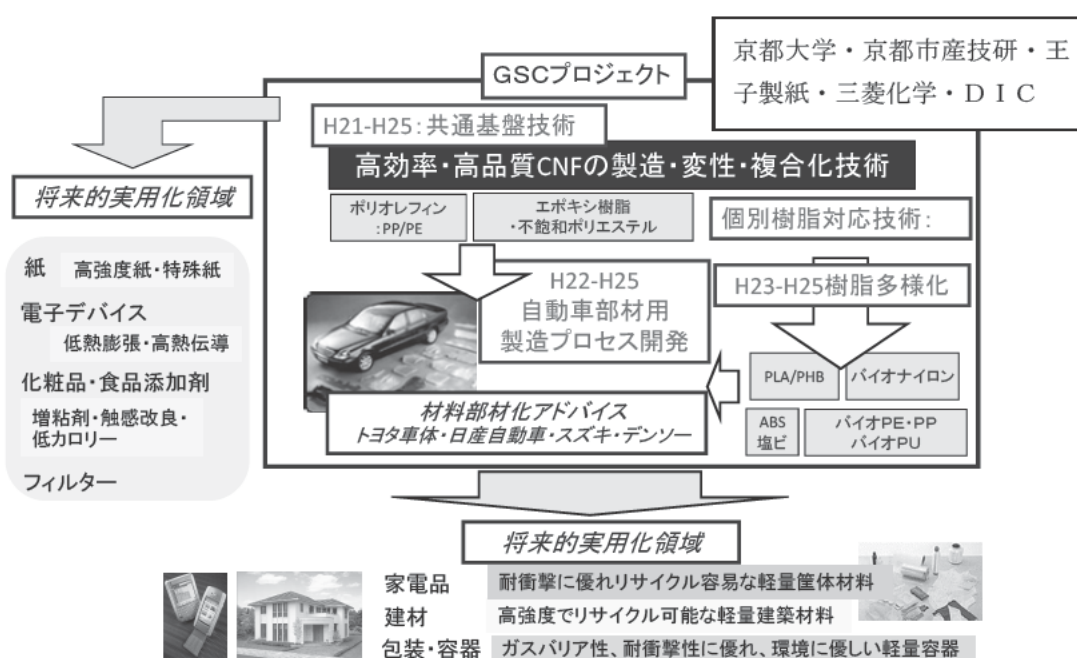 京都大学・京都市産技研・王
子製紙・三菱化学・ＤＩＣ
GSCプロジェクト
H21-H25:共通基盤技術
高効率・高品質CNFの製造・変性・複合化技術
ポリオレフィン
:PP/PE
エポキシ樹脂
・不飽和ポリエステル
個別樹脂対応技術:
H22-H25
自動車部材用
製造プロセス開発
H23-H25樹脂多様化
PLA/PHB
バイオナイロン
ABS
塩ビ
バイオPE・PP
バイオPU
材料部材化アドバイス
トヨタ車体・日産自動車・スズキ・デンソー
将来的実用化領域
紙 高強度紙・特殊紙
電子デバイス
低熱膨張・高熱伝導
化粧品・食品添加剤
増粘剤・触感改良・
低カロリー
フィルター
将来的実用化領域
家電品 耐衝撃に優れリサイクル容易な軽量筐体材料
建材 高強度でリサイクル可能な軽量建築材料
包装・容器 ガスバリア性、耐衝撃性に優れ、環境に優しい軽量容器